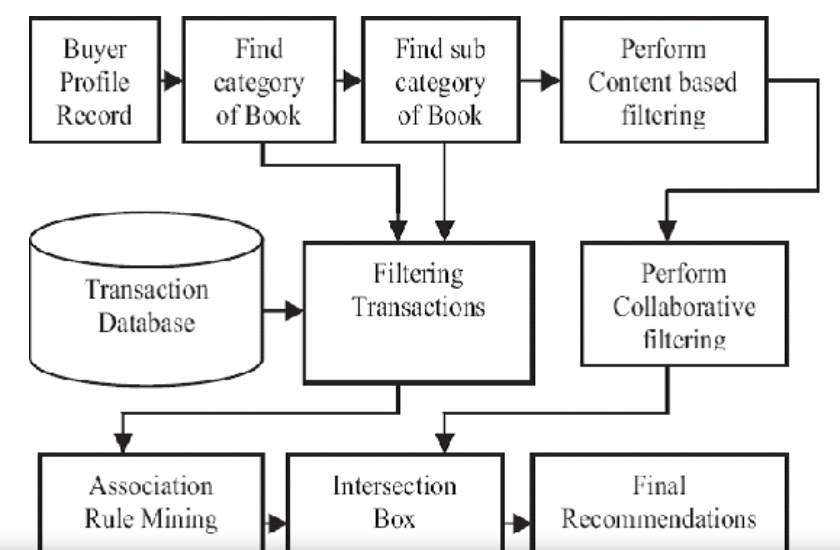 Buyer
Profile
Record
Find
category
of Book
Find sub
category
of Book
Perform
Content based
filtering
Transaction
Database
Filtering
Transactions
Perform
Collaborative
filtering
Association
Rule Mining
Intersection
Box
Final
Recommendations